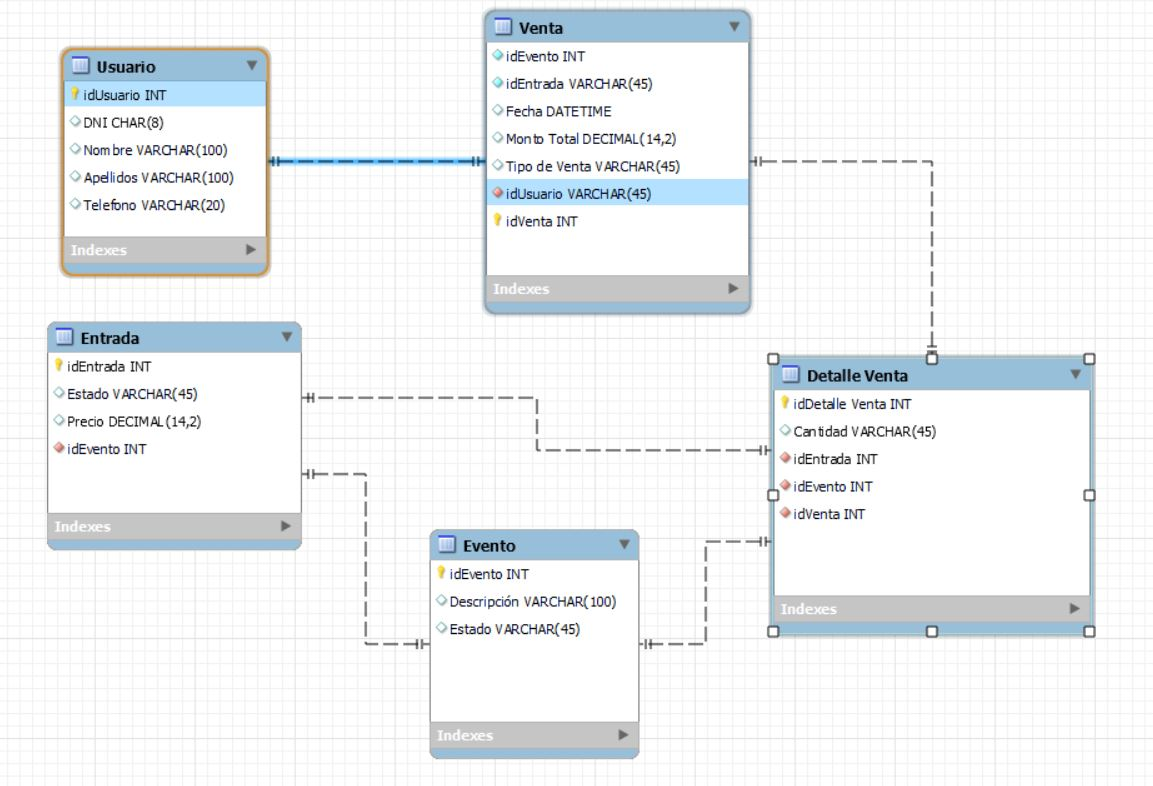 Usuario
idUsuario INT
DNI CHAR(8)
Nombre VARCHAR(100)
Apellidos VARCHAR(100)
Telefono VARCHAR(20)
Indexes
Venta
idEvento INT
idEntrada VARCHAR(45)
Fecha DATETIME
Monto Total DECIMAL(14,2)
Tipo de Venta VARCHAR(45)
idUsuario VARCHAR(45)
idVenta INT
Indexes
Entrada
idEntrada INT
Estado VARCHAR(45)
Precio DECIMAL(14,2)
idEvento INT
Indexes
Detalle Venta
idDetalle Venta INT
Cantidad VARCHAR(45)
idEntrada INT
idEvento INT
idVenta INT
Indexes
Evento
idEvento INT
Descripción VARCHAR(100)
Estado VARCHAR(45)
Indexes